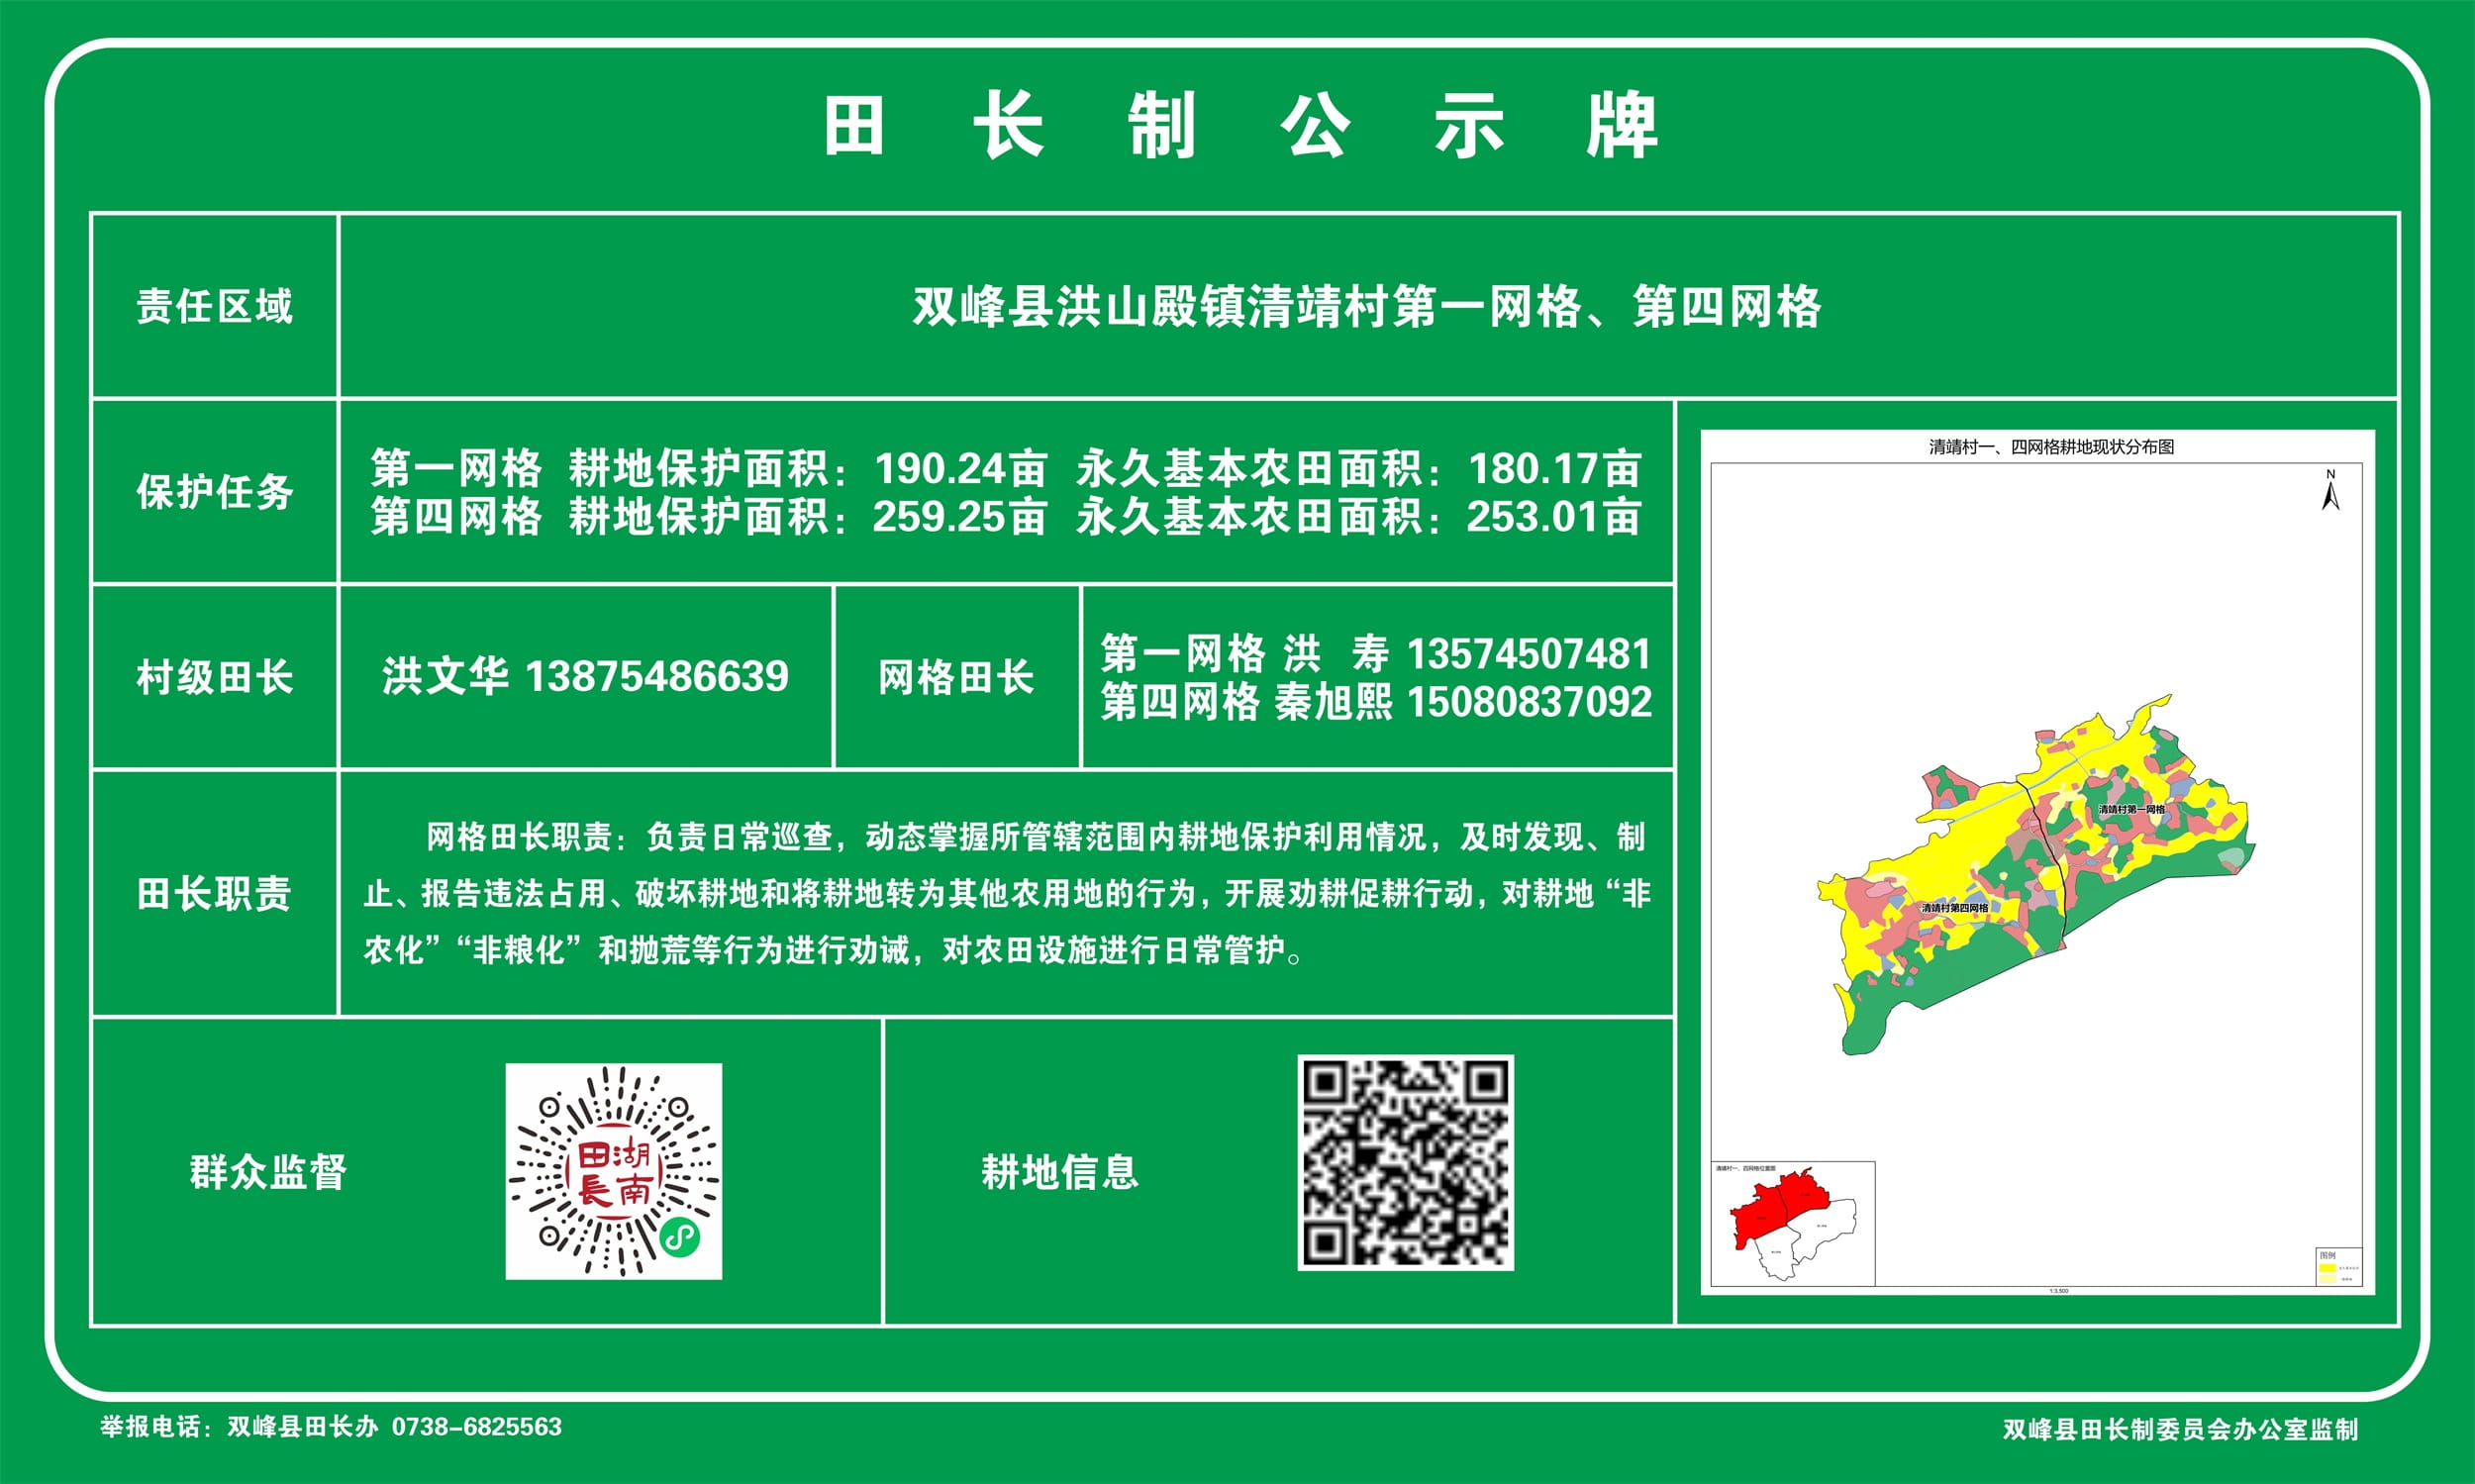 田长制公示牌
责任区域
双峰县洪山殿镇清靖村第一网格、第四网格
保护任务
第一网格 耕地保护面积：190.24亩 永久基本农田面积：180.17亩
第四网格 耕地保护面积：259.25亩 永久基本农田面积：253.01亩
村级田长
洪文华 13875486639
网格田长
第一网格 洪 寿 13574507481
第四网格 秦旭熙 15080837092
田长职责
网格田长职责：负责日常巡查，动态掌握所管辖范围内耕地保护利用情况，及时发现、制
止、报告违法占用、破坏耕地和将耕地转为其他农用地的行为，开展劝耕促耕行动，对耕地“非
农化”“非粮化”和抛荒等行为进行劝诫，对农田设施进行日常管护。
群众监督
田湖
長南
耕地信息
清靖村一、四网格耕地现状分布图
N
清靖村第一网格
清靖村第四网格
清靖村一、四网格位置图
图例
1:3,500
举报电话：双峰县田长办 0738-6825563
双峰县田长制委员会办公室监制